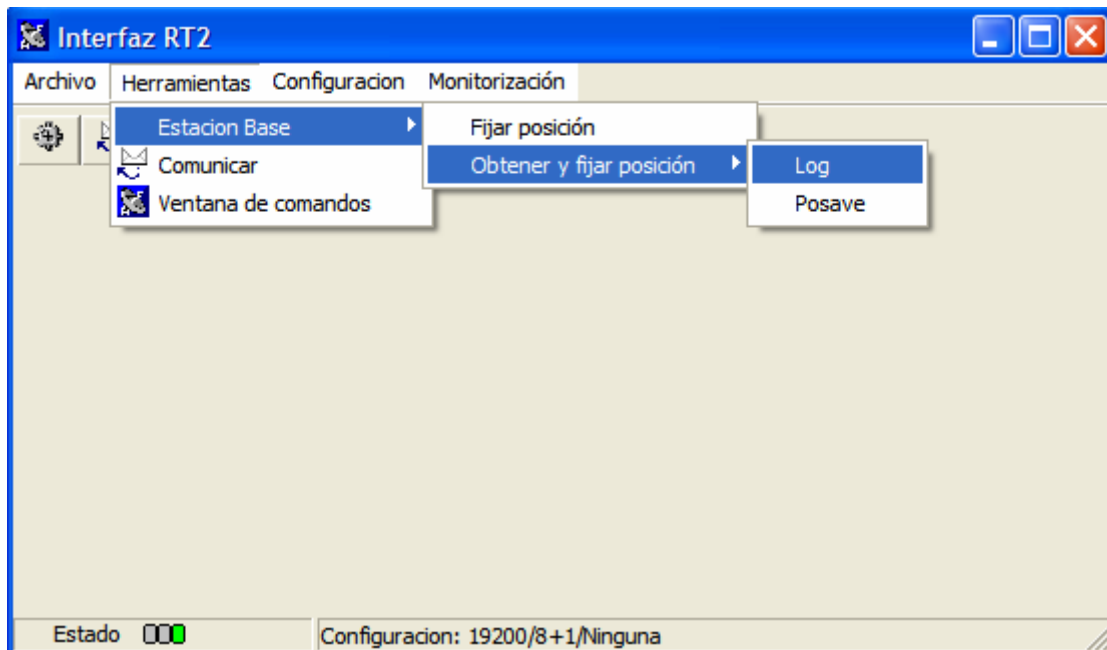 Interfaz RT2
Archivo Herramientas Configuracion Monitorización
Estacion Base Fijar posición
Comunicar Obtener y fijar posición Log
Ventana de comandos Posave
Estado Configuracion: 19200/8+1/Ninguna